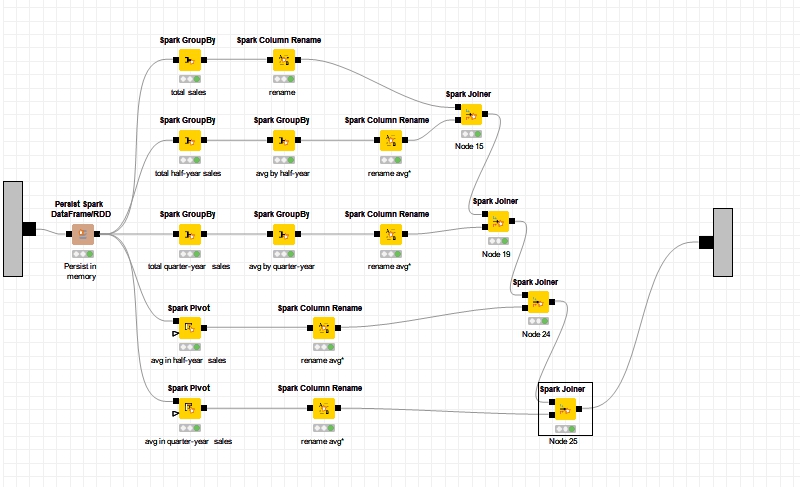 Spark GroupBy
Spark Column Rename
total sales
rename
Spark Joiner
Node 15
Spark GroupBy
Spark GroupBy
Spark Column Rename
total half-year sales
avg by half-year
rename avg*
Persist Spark
DataFrame/RDD
Persist in
memory
Spark GroupBy
Spark GroupBy
Spark Column Rename
total quarter-year sales
avg by quarter-year
rename avg*
Spark Joiner
Node 19
Spark Joiner
Node 24
Spark Pivot
Spark Column Rename
avg in half-year sales
rename avg*
Spark Pivot
Spark Column Rename
avg in quarter-year sales
rename avg*
Spark Joiner
Node 25